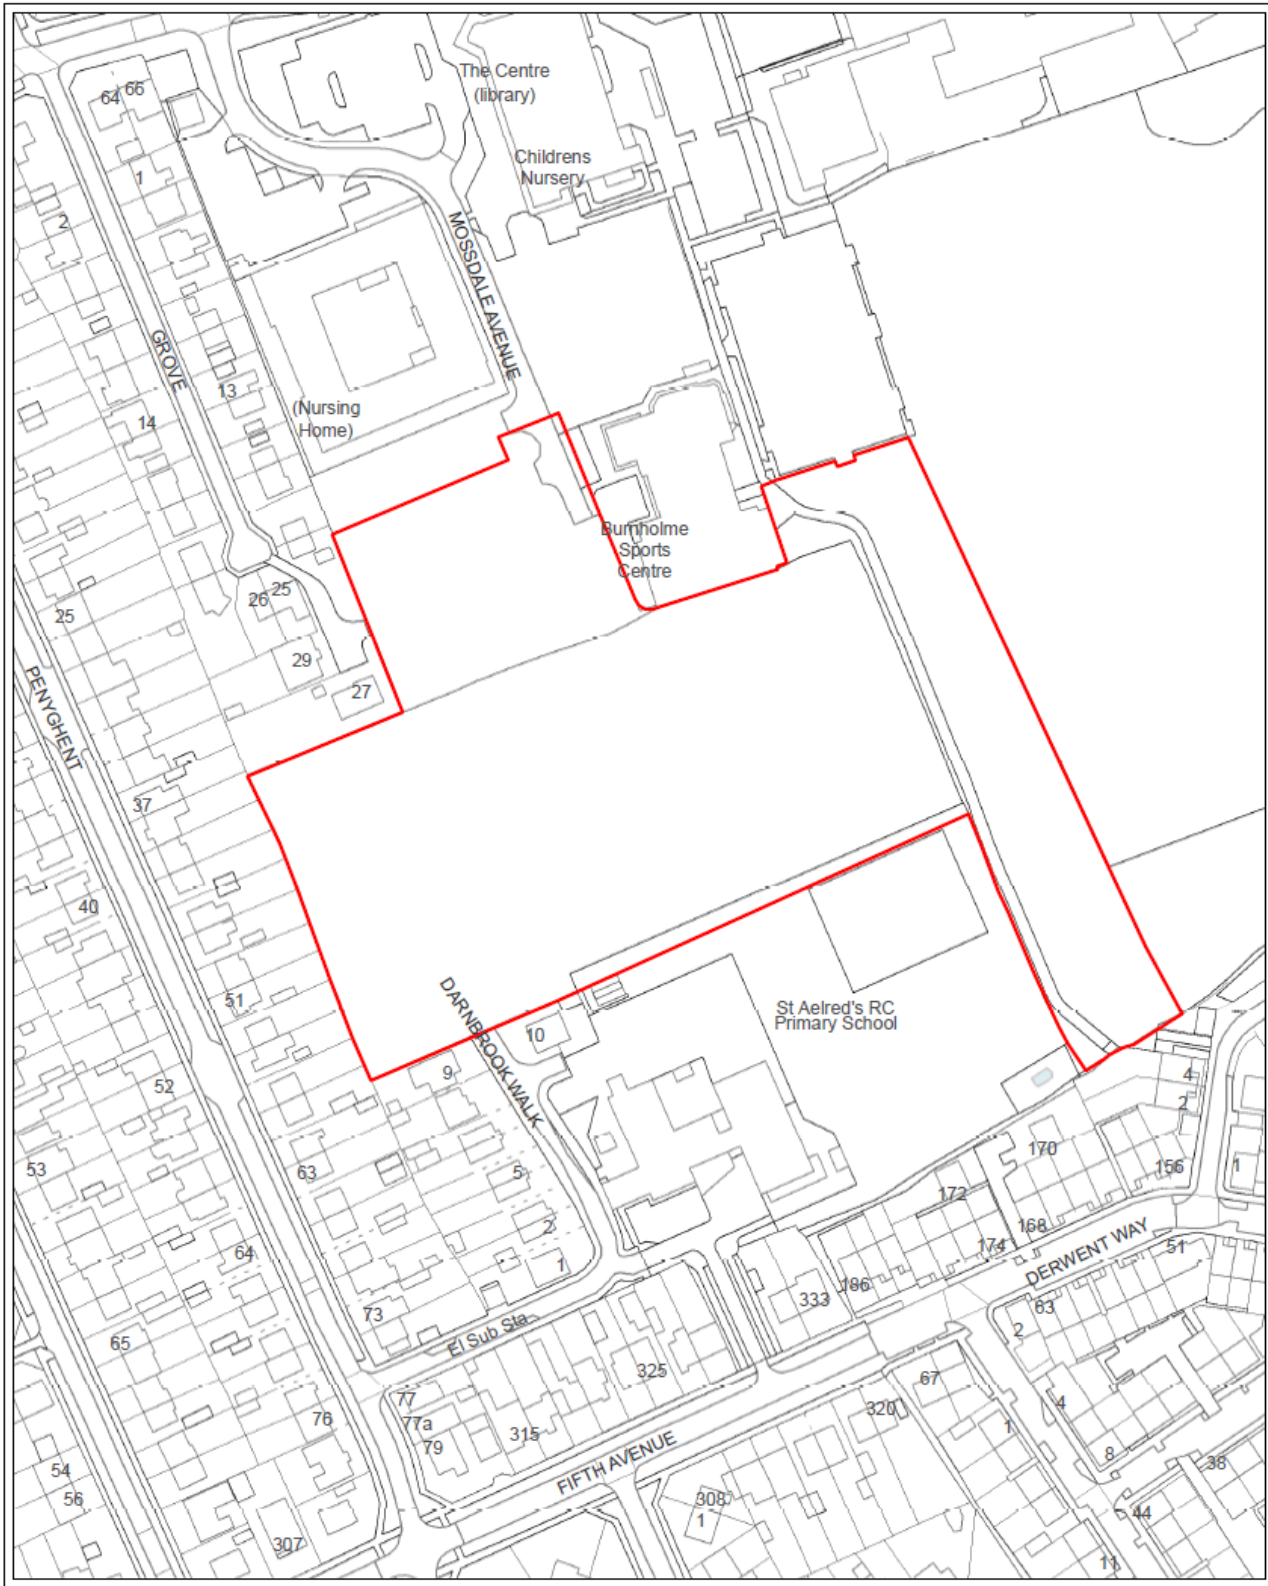 The Centre
(library)
64
66
Childrens
Nursery
1
2
MOSSDALE AVENUE
GROVE
13
14
(Nursing
Home)
Burnholme
Sports
Centre
25
26
25
29
27
PENYGHENT
37
40
51
DARNBROOK WALK
10
9
St Aelred's RC
Primary School
52
53
63
5
2
1
64
65
73
El Sub Sta
4
2
170
156
1
172
168
174
DERWENT WAY
51
186
333
63
2
325
67
77
77a
79
76
315
320
FIFTH AVENUE
4
1
8
38
54
56
308
1
44
307
11